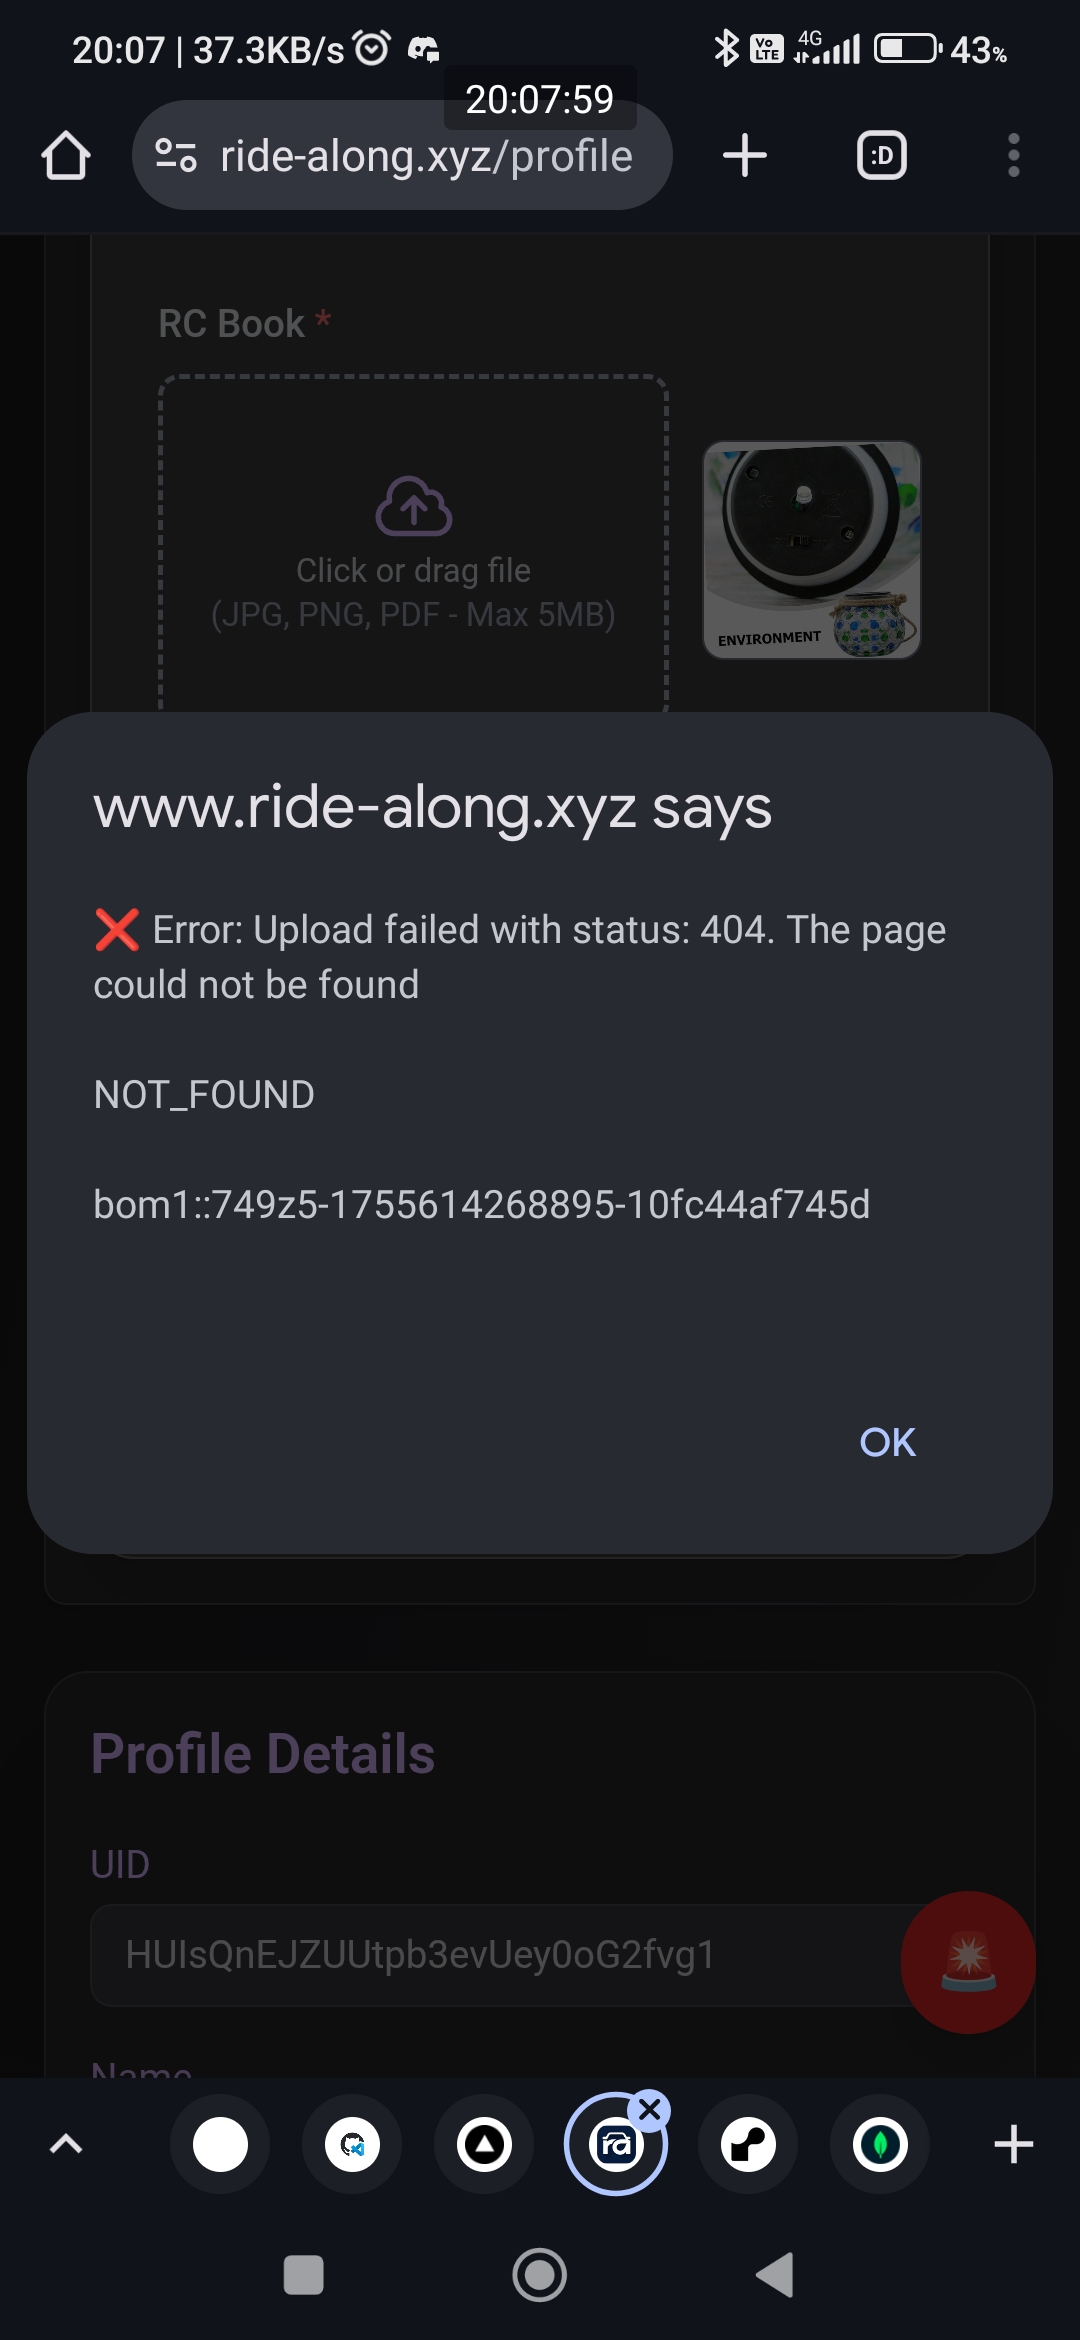 20:07 | 37.3KB/s
Vo LTE 4G 43%
20:07:59
ride-along.xyz/profile
:D
RC Book *
Click or drag file
(JPG, PNG, PDF - Max 5MB)
ENVIRONMENT
www.ride-along.xyz says
❌ Error: Upload failed with status: 404. The page
could not be found
NOT_FOUND
bom1::749z5-1755614268895-10fc44af745d
OK
Profile Details
UID
HUIsQnEJZUUtpb3evUey0oG2fvg1
Name
ra